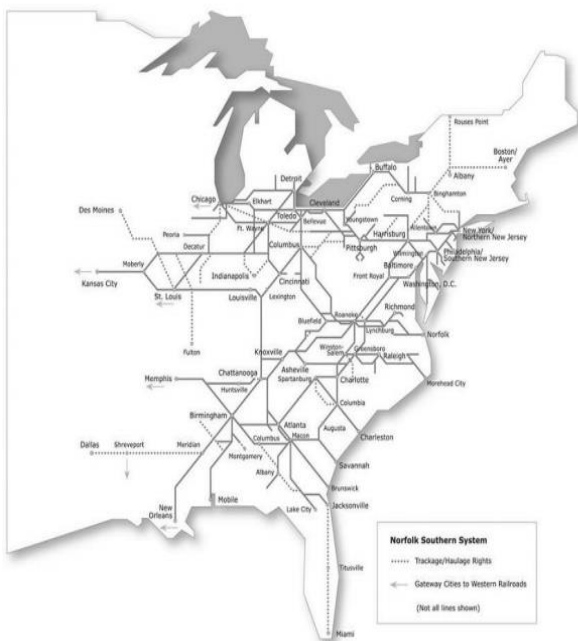 Rouses Point
Boston/
Ayer
Albany
Buffalo
Binghamton
Corning
Detroit
Cleveland
Chicago
Elkhart
Toledo
Bellevue
Youngstown
Allentown
New York/
Northern New Jersey
Des Moines
Ft. Wayne
Harrisburg
Peoria
Decatur
Columbus
Pittsburgh
Wilmington
Philadelphia/
Southern New Jersey
Baltimore
Moberly
Indianapolis
Cincinnati
Front Royal
Washington, D.C.
Kansas City
St. Louis
Louisville
Lexington
Richmond
Roanoke
Bluefield
Lynchburg
Norfolk
Fulton
Knoxville
Winston-
Salem
Greensboro
Raleigh
Memphis
Chattanooga
Asheville
Spartanburg
Charlotte
Morehead City
Huntsville
Columbia
Birmingham
Atlanta
Augusta
Charleston
Dallas
Shreveport
Meridian
Columbus
Macon
Montgomery
Albany
Savannah
Brunswick
New
Orleans
Mobile
Lake City
Jacksonville
Norfolk Southern System
Trackage/Haulage Rights
Gateway Cities to Western Railroads
(Not all lines shown)
Titusville
Miami